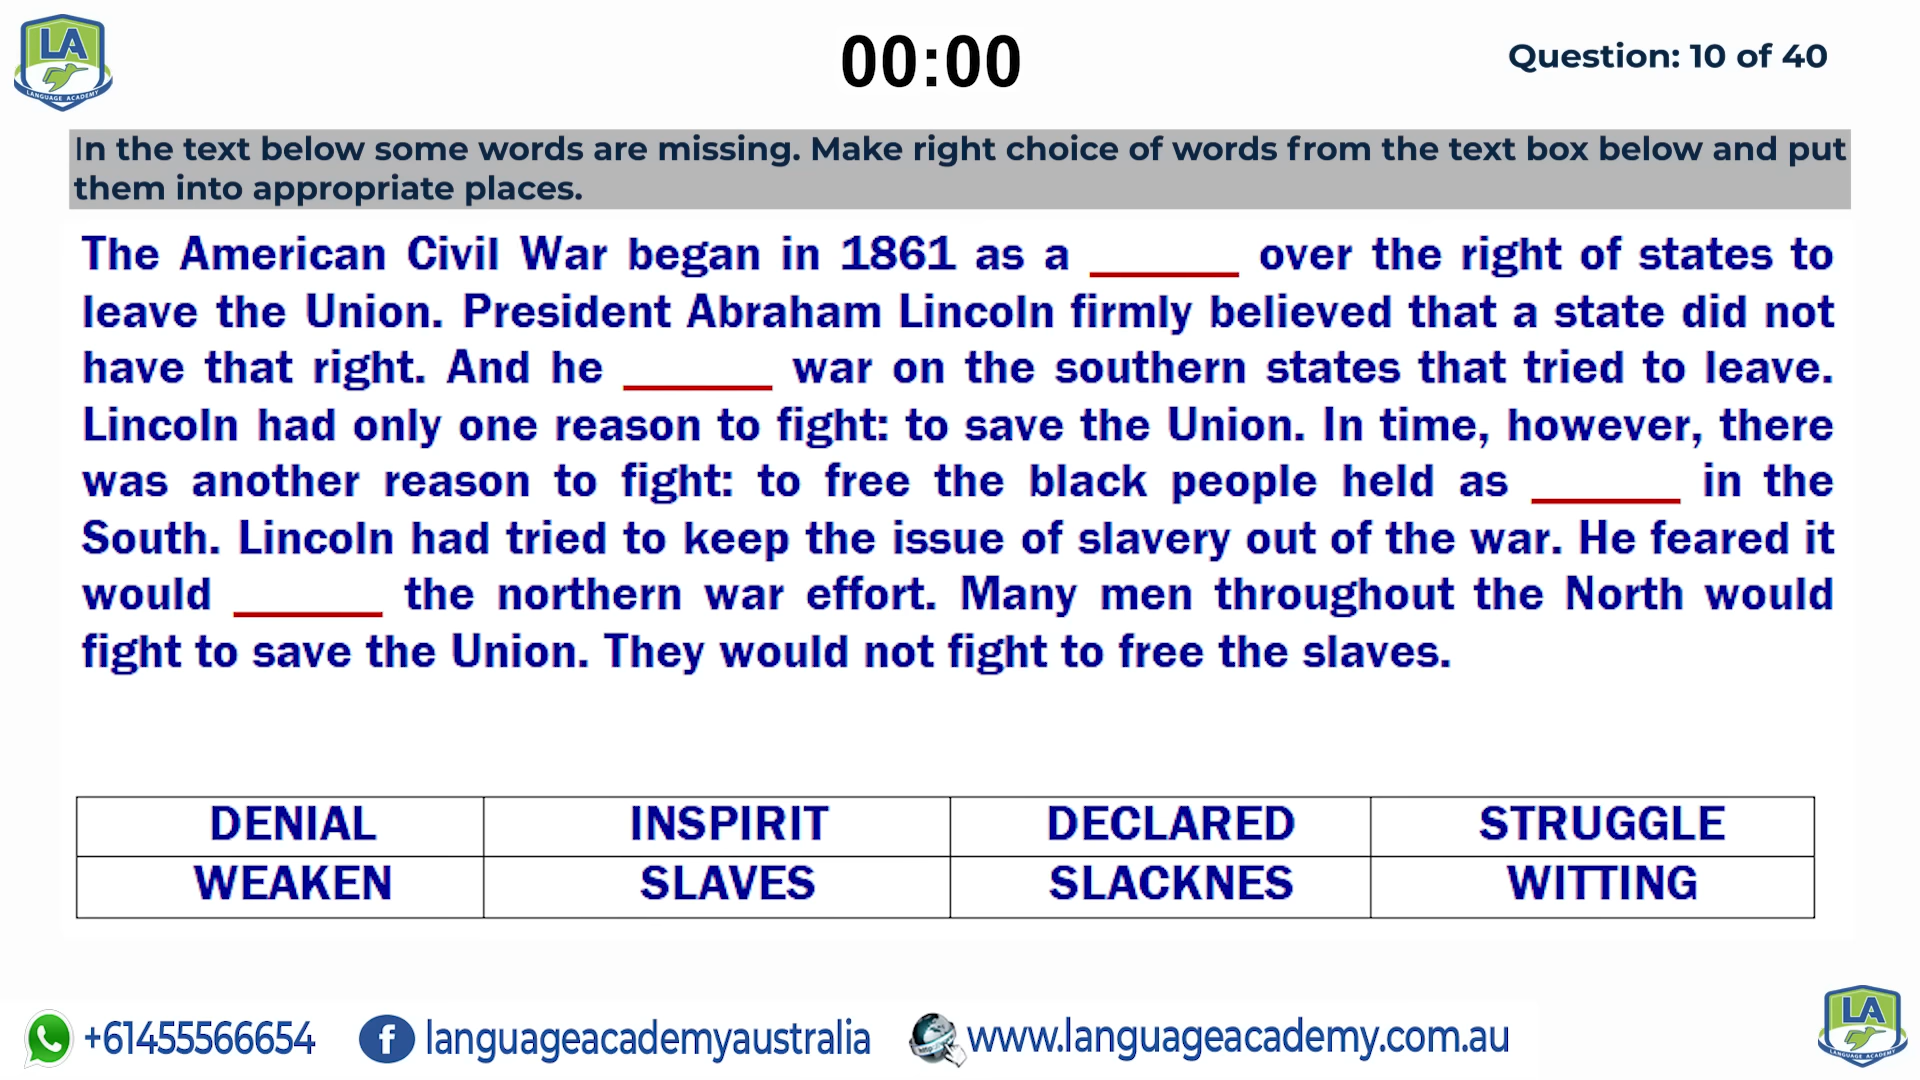 LA
LANGUAGE ACADEMY
00:00
Question: 10 of 40
In the text below some words are missing. Make right choice of words from the text box below and put
them into appropriate places.
The American Civil War began in 1861 as a ______ over the right of states to
leave the Union. President Abraham Lincoln firmly believed that a state did not
have that right. And he ______ war on the southern states that tried to leave.
Lincoln had only one reason to fight: to save the Union. In time, however, there
was another reason to fight: to free the black people held as ______ in the
South. Lincoln had tried to keep the issue of slavery out of the war. He feared it
would ______ the northern war effort. Many men throughout the North would
fight to save the Union. They would not fight to free the slaves.
DENIAL INSPIRIT DECLARED STRUGGLE
WEAKEN SLAVES SLACKNES WITTING
+61455566654 f languageacademyaustralia www.languageacademy.com.au
LA
LANGUAGE ACADEMY